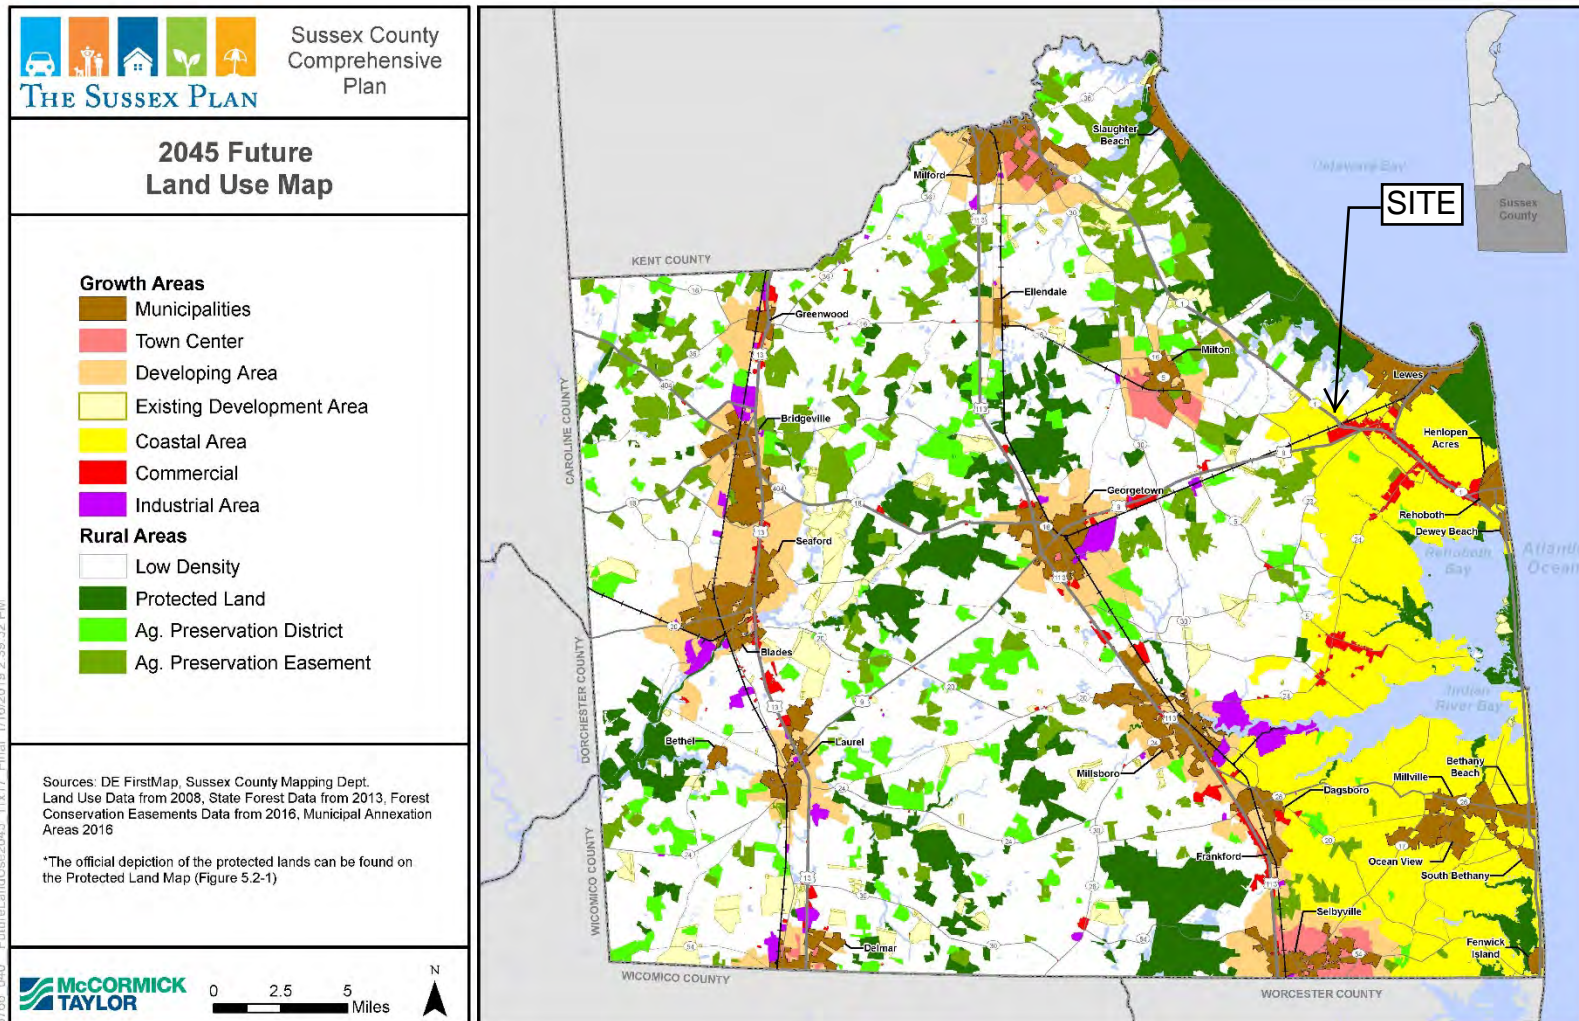 THE SUSSEX PLAN
Sussex County
Comprehensive
Plan
2045 Future
Land Use Map
Growth Areas
Municipalities
Town Center
Developing Area
Existing Development Area
Coastal Area
Commercial
Industrial Area
Rural Areas
Low Density
Protected Land
Ag. Preservation District
Ag. Preservation Easement
Sources: DE FirstMap, Sussex County Mapping Dept.
Land Use Data from 2008, State Forest Data from 2013, Forest
Conservation Easements Data from 2016, Municipal Annexation
Areas 2016
*The official depiction of the protected lands can be found on
the Protected Land Map (Figure 5.2-1)
McCORMICK
TAYLOR
0 2.5 5
Miles
N
SITE
Sussex
County
Delaware Bay
Slaughter
Beach
Milford
KENT COUNTY
Ellendale
Greenwood
Milton
Lewes
Henlopen
Acres
CAROLINE COUNTY
Bridgeville
Georgetown
Rehoboth
Dewey Beach
Rehoboth
Bay
Atlantic
Ocean
Seaford
Blades
DORCHESTER COUNTY
Indian
River Bay
Bethel
Laurel
Millsboro
Millville
Bethany
Beach
Dagsboro
Frankford
Ocean View
South Bethany
WICOMICO COUNTY
Selbyville
Delmar
Fenwick
Island
WICOMICO COUNTY
WORCESTER COUNTY